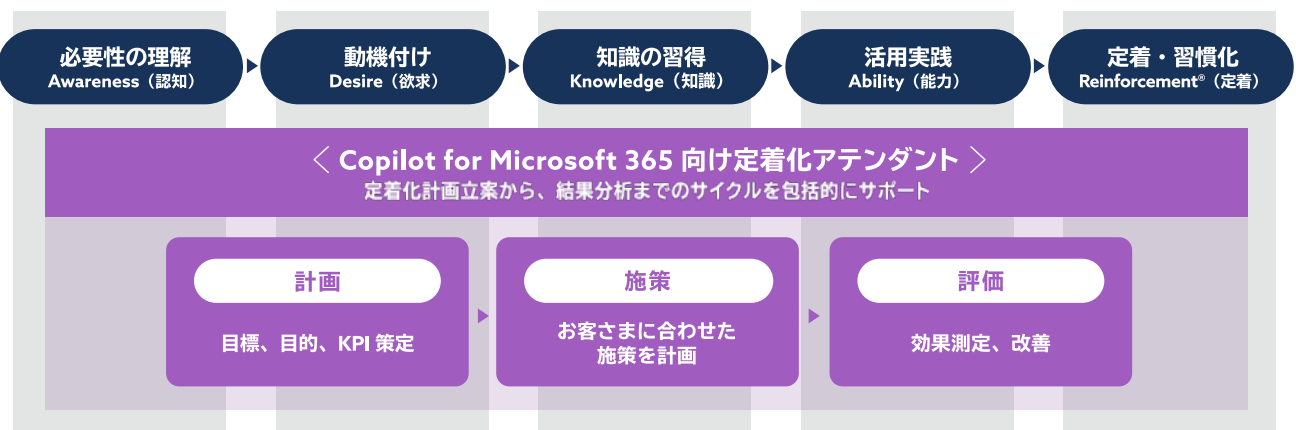 必要性の理解
Awareness（認知）
動機付け
Desire（欲求）
知識の習得
Knowledge（知識）
活用実践
Ability（能力）
定着・習慣化
Reinforcement®（定着）
〈 Copilot for Microsoft 365 向け定着化アテンダント 〉
定着化計画立案から、結果分析までのサイクルを包括的にサポート
計画
目標、目的、KPI 策定
施策
お客さまに合わせた
施策を計画
評価
効果測定、改善